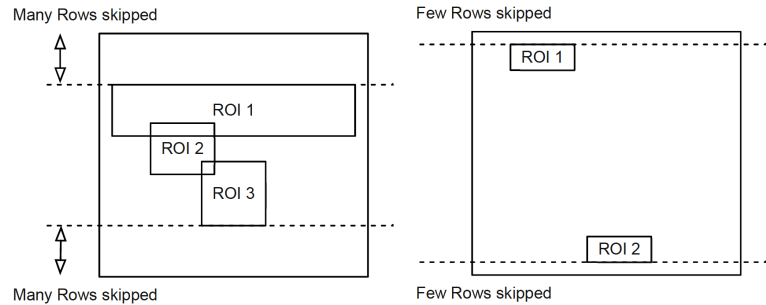 Many Rows skipped
ROI 1
ROI 2
ROI 3
Many Rows skipped
Few Rows skipped
ROI 1
ROI 2
Few Rows skipped